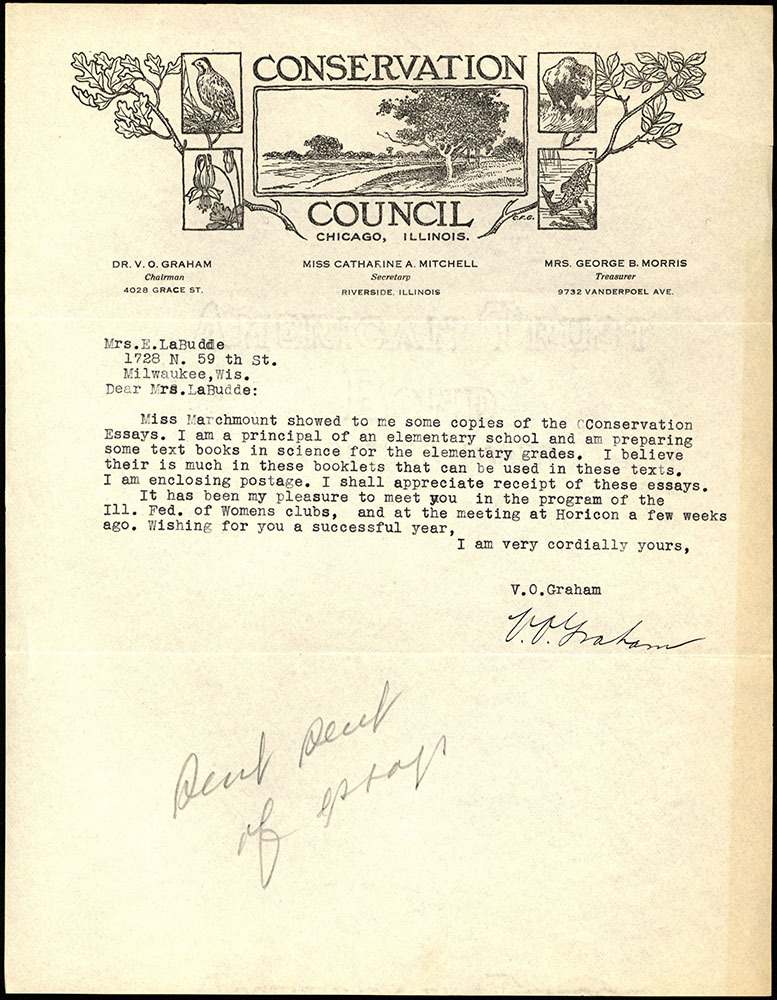 CONSERVATION
COUNCIL
C.F.G.
CHICAGO, ILLINOIS.
DR. V. O. GRAHAM
Chairman
4028 GRACE ST.
MISS CATHARINE A. MITCHELL
Secretary
RIVERSIDE, ILLINOIS
MRS. GEORGE B. MORRIS
Treasurer
9732 VANDERPOEL AVE.
Mrs.E.LaBudde
1728 N. 59 th St.
Milwaukee,Wis.
Dear Mrs.LaBudde:
Miss Marchmount showed to me some copies of the Conservation
Essays. I am a principal of an elementary school and am preparing
some text books in science for the elementary grades. I believe
their is much in these booklets that can be used in these texts.
I am enclosing postage. I shall appreciate receipt of these essays.
It has been my pleasure to meet you in the program of the
Ill. Fed. of Womens clubs, and at the meeting at Horicon a few weeks
ago. Wishing for you a successful year,
I am very cordially yours,
V.O.Graham
V.O. Graham
Sent
of essays